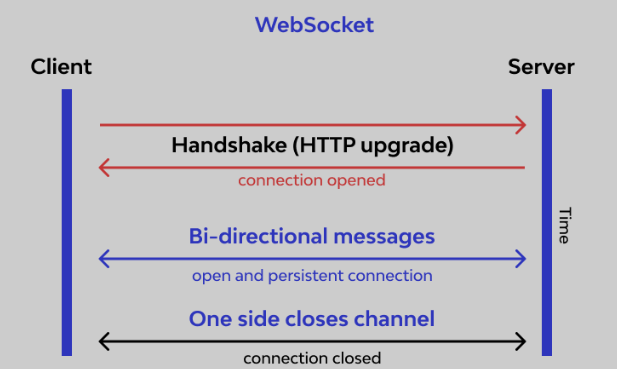 WebSocket
Client
Server
Handshake (HTTP upgrade)
connection opened
Time
Bi-directional messages
open and persistent connection
One side closes channel
connection closed